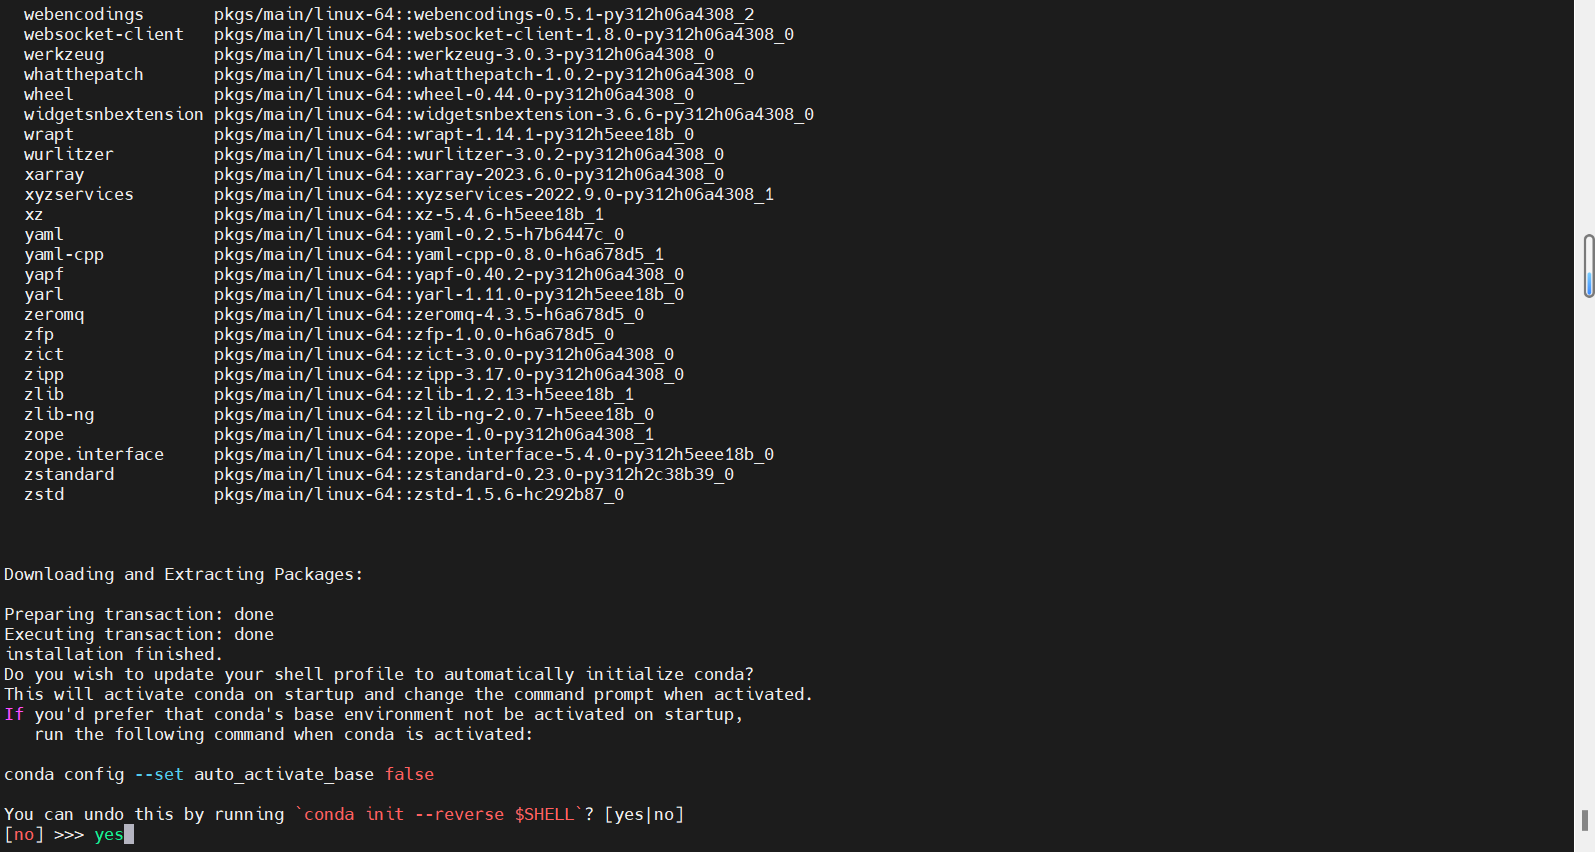 webencodings pkgs/main/linux-64::webencodings-0.5.1-py312h06a4308_2
websocket-client pkgs/main/linux-64::websocket-client-1.8.0-py312h06a4308_0
werkzeug pkgs/main/linux-64::werkzeug-3.0.3-py312h06a4308_0
whatthepatch pkgs/main/linux-64::whatthepatch-1.0.2-py312h06a4308_0
wheel pkgs/main/linux-64::wheel-0.44.0-py312h06a4308_0
widgetsnbextension pkgs/main/linux-64::widgetsnbextension-3.6.6-py312h06a4308_0
wrapt pkgs/main/linux-64::wrapt-1.14.1-py312h5eee18b_0
wurlitzer pkgs/main/linux-64::wurlitzer-3.0.2-py312h06a4308_0
xarray pkgs/main/linux-64::xarray-2023.6.0-py312h06a4308_0
xyzservices pkgs/main/linux-64::xyzservices-2022.9.0-py312h06a4308_1
xz pkgs/main/linux-64::xz-5.4.6-h5eee18b_1
yaml pkgs/main/linux-64::yaml-0.2.5-h7b6447c_0
yaml-cpp pkgs/main/linux-64::yaml-cpp-0.8.0-h6a678d5_1
yapf pkgs/main/linux-64::yapf-0.40.2-py312h06a4308_0
yarl pkgs/main/linux-64::yarl-1.11.0-py312h5eee18b_0
zeromq pkgs/main/linux-64::zeromq-4.3.5-h6a678d5_0
zfp pkgs/main/linux-64::zfp-1.0.0-h6a678d5_0
zict pkgs/main/linux-64::zict-3.0.0-py312h06a4308_0
zipp pkgs/main/linux-64::zipp-3.17.0-py312h06a4308_0
zlib pkgs/main/linux-64::zlib-1.2.13-h5eee18b_1
zlib-ng pkgs/main/linux-64::zlib-ng-2.0.7-h5eee18b_0
zope pkgs/main/linux-64::zope-1.0-py312h06a4308_1
zope.interface pkgs/main/linux-64::zope.interface-5.4.0-py312h5eee18b_0
zstandard pkgs/main/linux-64::zstandard-0.23.0-py312h2c38b39_0
zstd pkgs/main/linux-64::zstd-1.5.6-hc292b87_0
Downloading and Extracting Packages:
Preparing transaction: done
Executing transaction: done
installation finished.
Do you wish to update your shell profile to automatically initialize conda?
This will activate conda on startup and change the command prompt when activated.
If you'd prefer that conda's base environment not be activated on startup,
run the following command when conda is activated:
conda config --set auto_activate_base false
You can undo this by running `conda init --reverse $SHELL`? [yes|no]
[no] >>> yes